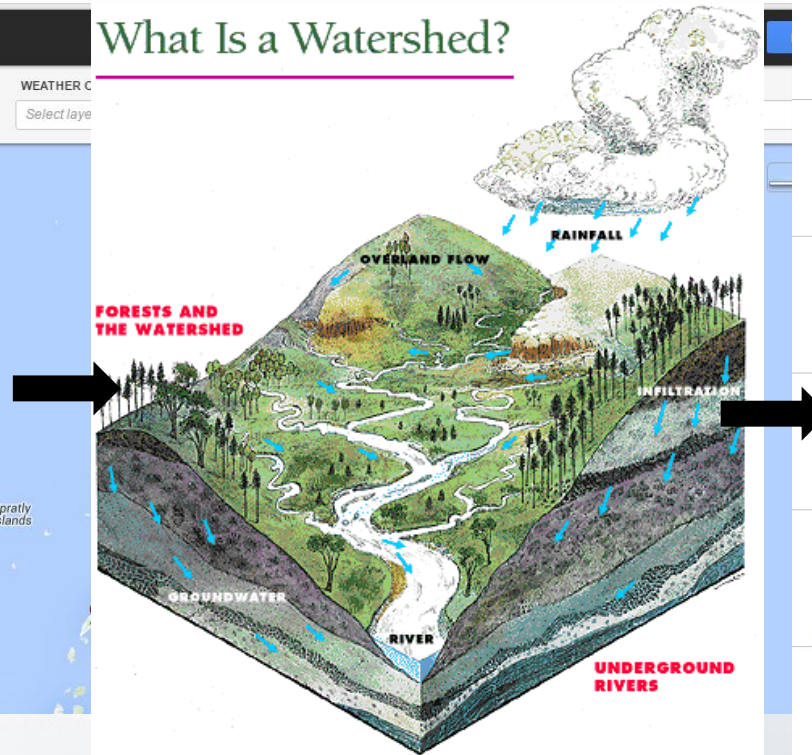 What Is a Watershed?
WEATHER
Select laye
RAINFALL
OVERLAND FLOW
FORESTS AND
THE WATERSHED
INFILTRATION
pratly
slands
GROUNDWATER
RIVER
UNDERGROUND
RIVERS